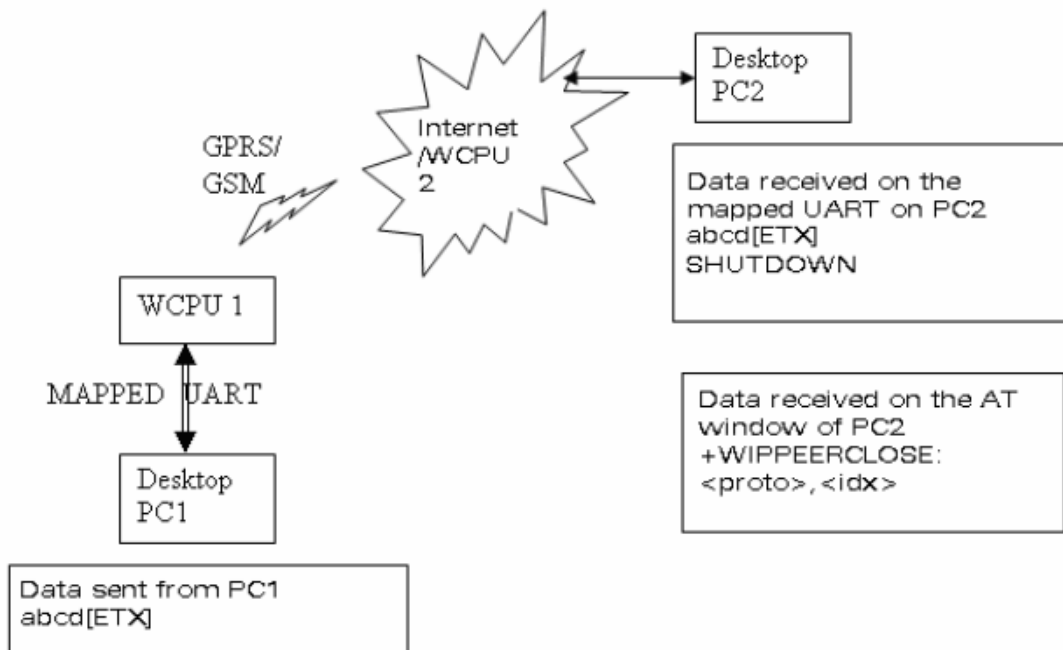 Desktop
PC2
Internet
/WCPU
2
GPRS/
GSM
Data received on the
mapped UART on PC2
abcd[ETX]
SHUTDOWN
WCPU 1
MAPPED UART
Data received on the AT
window of PC2
+WIPPEERCLOSE:
<proto>,<idx>
Desktop
PC1
Data sent from PC1
abcd[ETX]